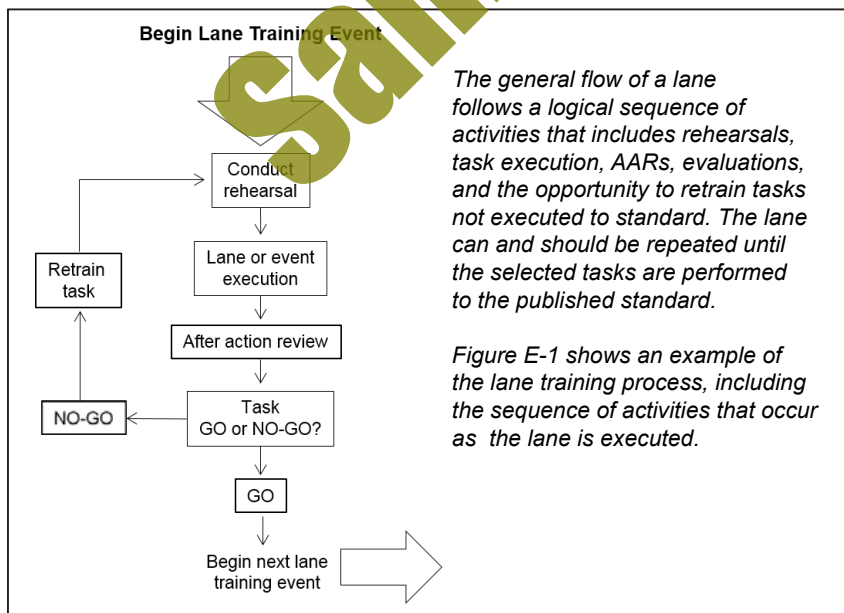 Begin Lane Training Event
Conduct
rehearsal
Lane or event
execution
After action review
Task
GO or NO-GO?
NO-GO
Retrain
task
GO
Begin next lane
training event
The general flow of a lane
follows a logical sequence of
activities that includes rehearsals,
task execution, AARs, evaluations,
and the opportunity to retrain tasks
not executed to standard. The lane
can and should be repeated until
the selected tasks are performed
to the published standard.
Figure E-1 shows an example of
the lane training process, including
the sequence of activities that occur
as the lane is executed.